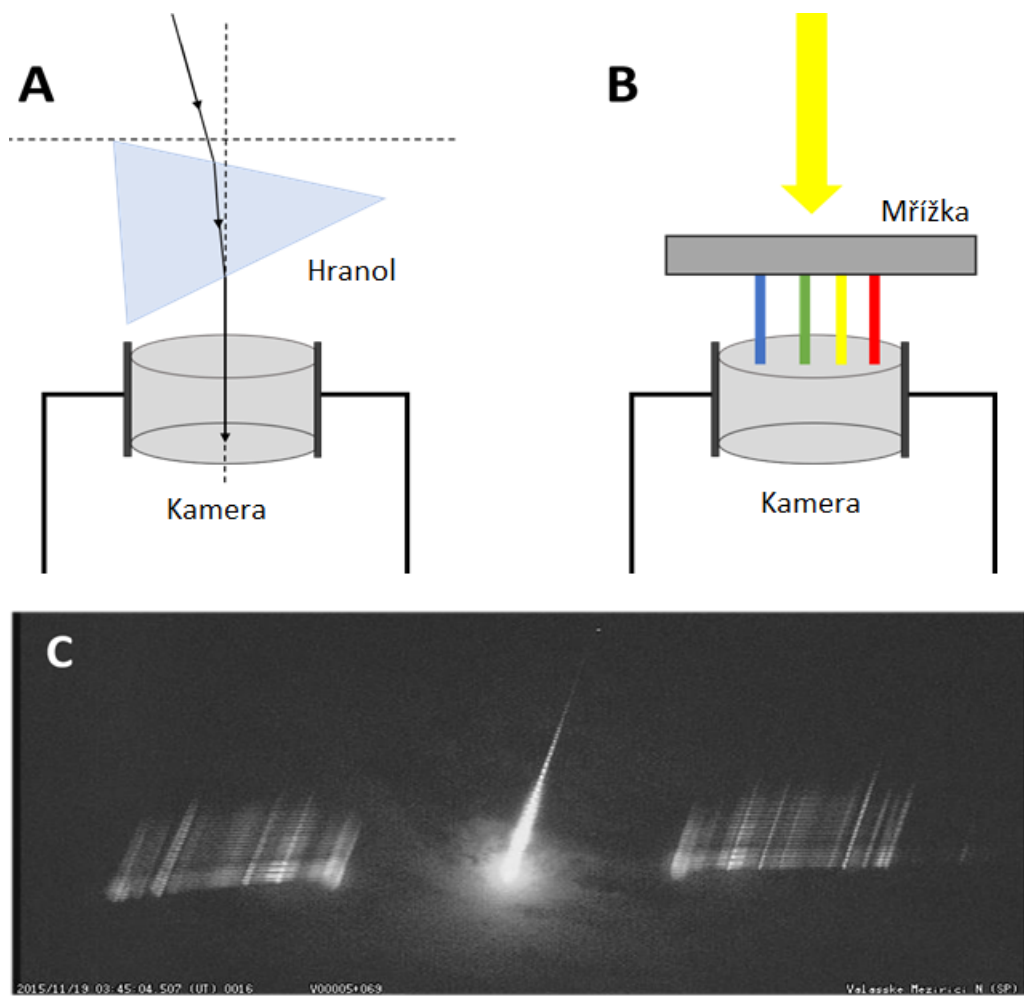 A
B
Mřížka
Hranol
Kamera
Kamera
C
2015/11/19 03:45:04.507 (UT) 0016 V00005+069 Valasske Mezirici N (SP)